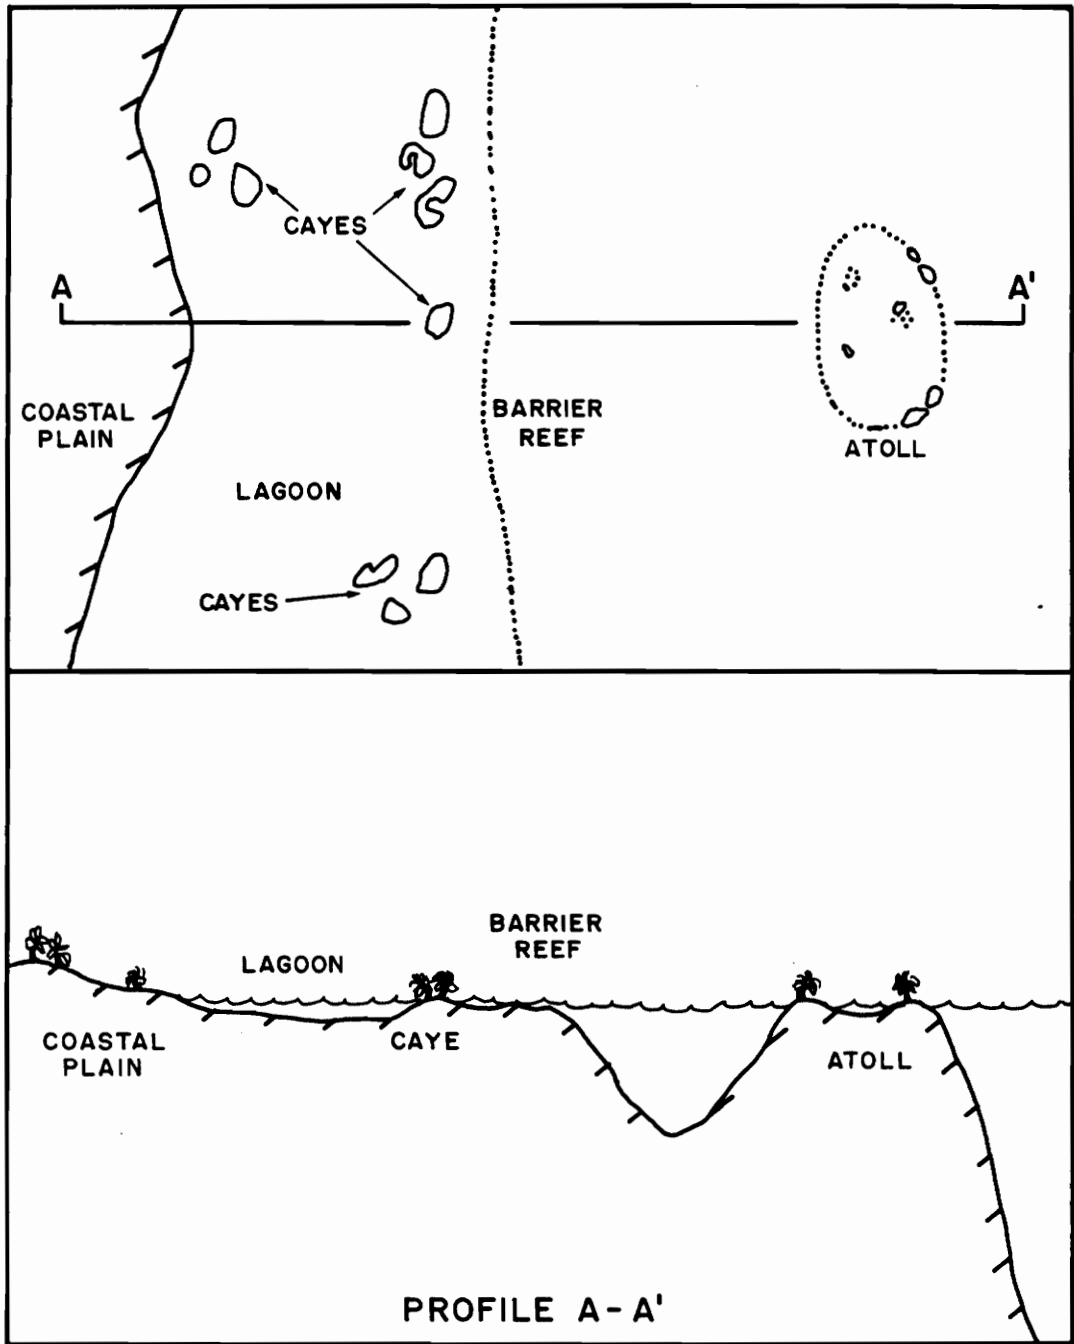 CAYES
A
A'
COASTAL
PLAIN
BARRIER
REEF
ATOLL
LAGOON
CAYES
BARRIER
REEF
LAGOON
COASTAL
PLAIN
CAYE
ATOLL
PROFILE A-A'